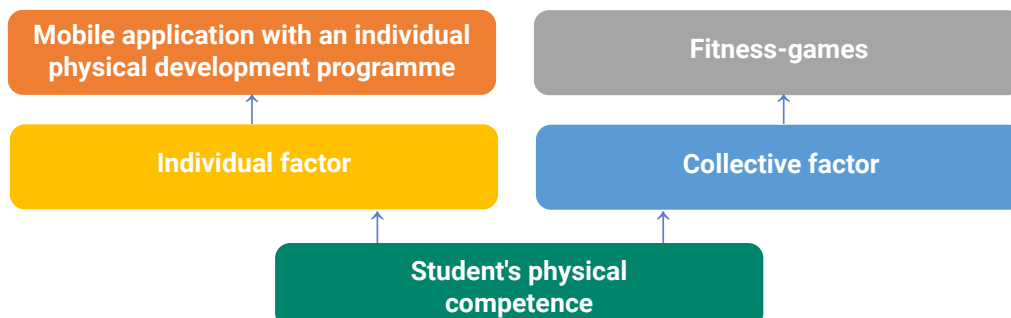 Mobile application with an individual
physical development programme
Fitness-games
Individual factor
Collective factor
Student's physical
competence